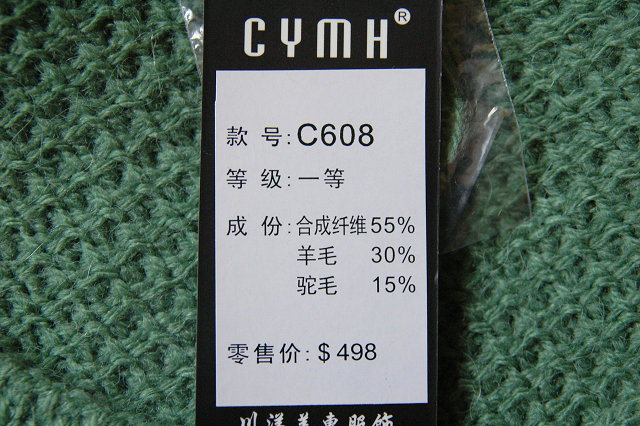 CYMH®
款 号: C608
等 级: 一等
成 份: 合成纤维 55%
羊毛 30%
驼毛 15%
零售价: $ 498